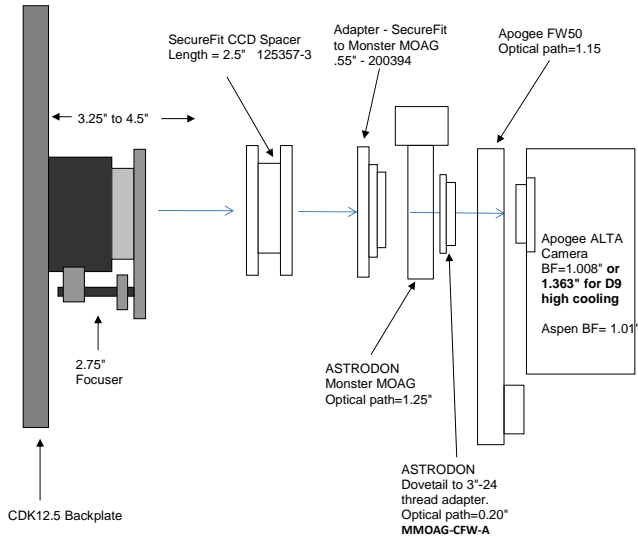 SecureFit CCD Spacer
Length = 2.5" 125357-3
Adapter - SecureFit
to Monster MOAG
.55" - 200394
Apogee FW50
Optical path=1.15
3.25" to 4.5"
Apogee ALTA
Camera
BF=1.008" or
1.363" for D9
high cooling
Aspen BF= 1.01"
2.75"
Focuser
ASTRODON
Monster MOAG
Optical path=1.25"
ASTRODON
Dovetail to 3"-24
thread adapter.
Optical path=0.20"
MMOAG-CFW-A
CDK12.5 Backplate